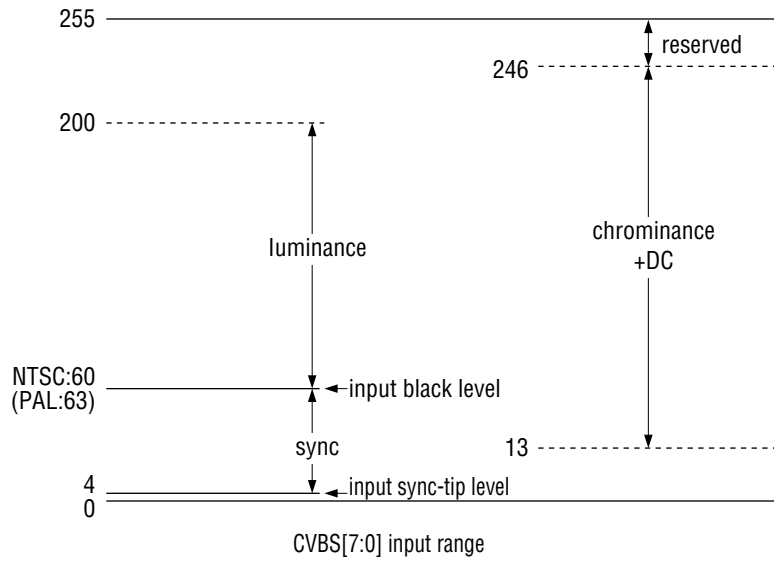 255
reserved
246
200
luminance
chrominance
+DC
NTSC:60
(PAL:63)
input black level
sync
13
4
input sync-tip level
0
CVBS[7:0] input range